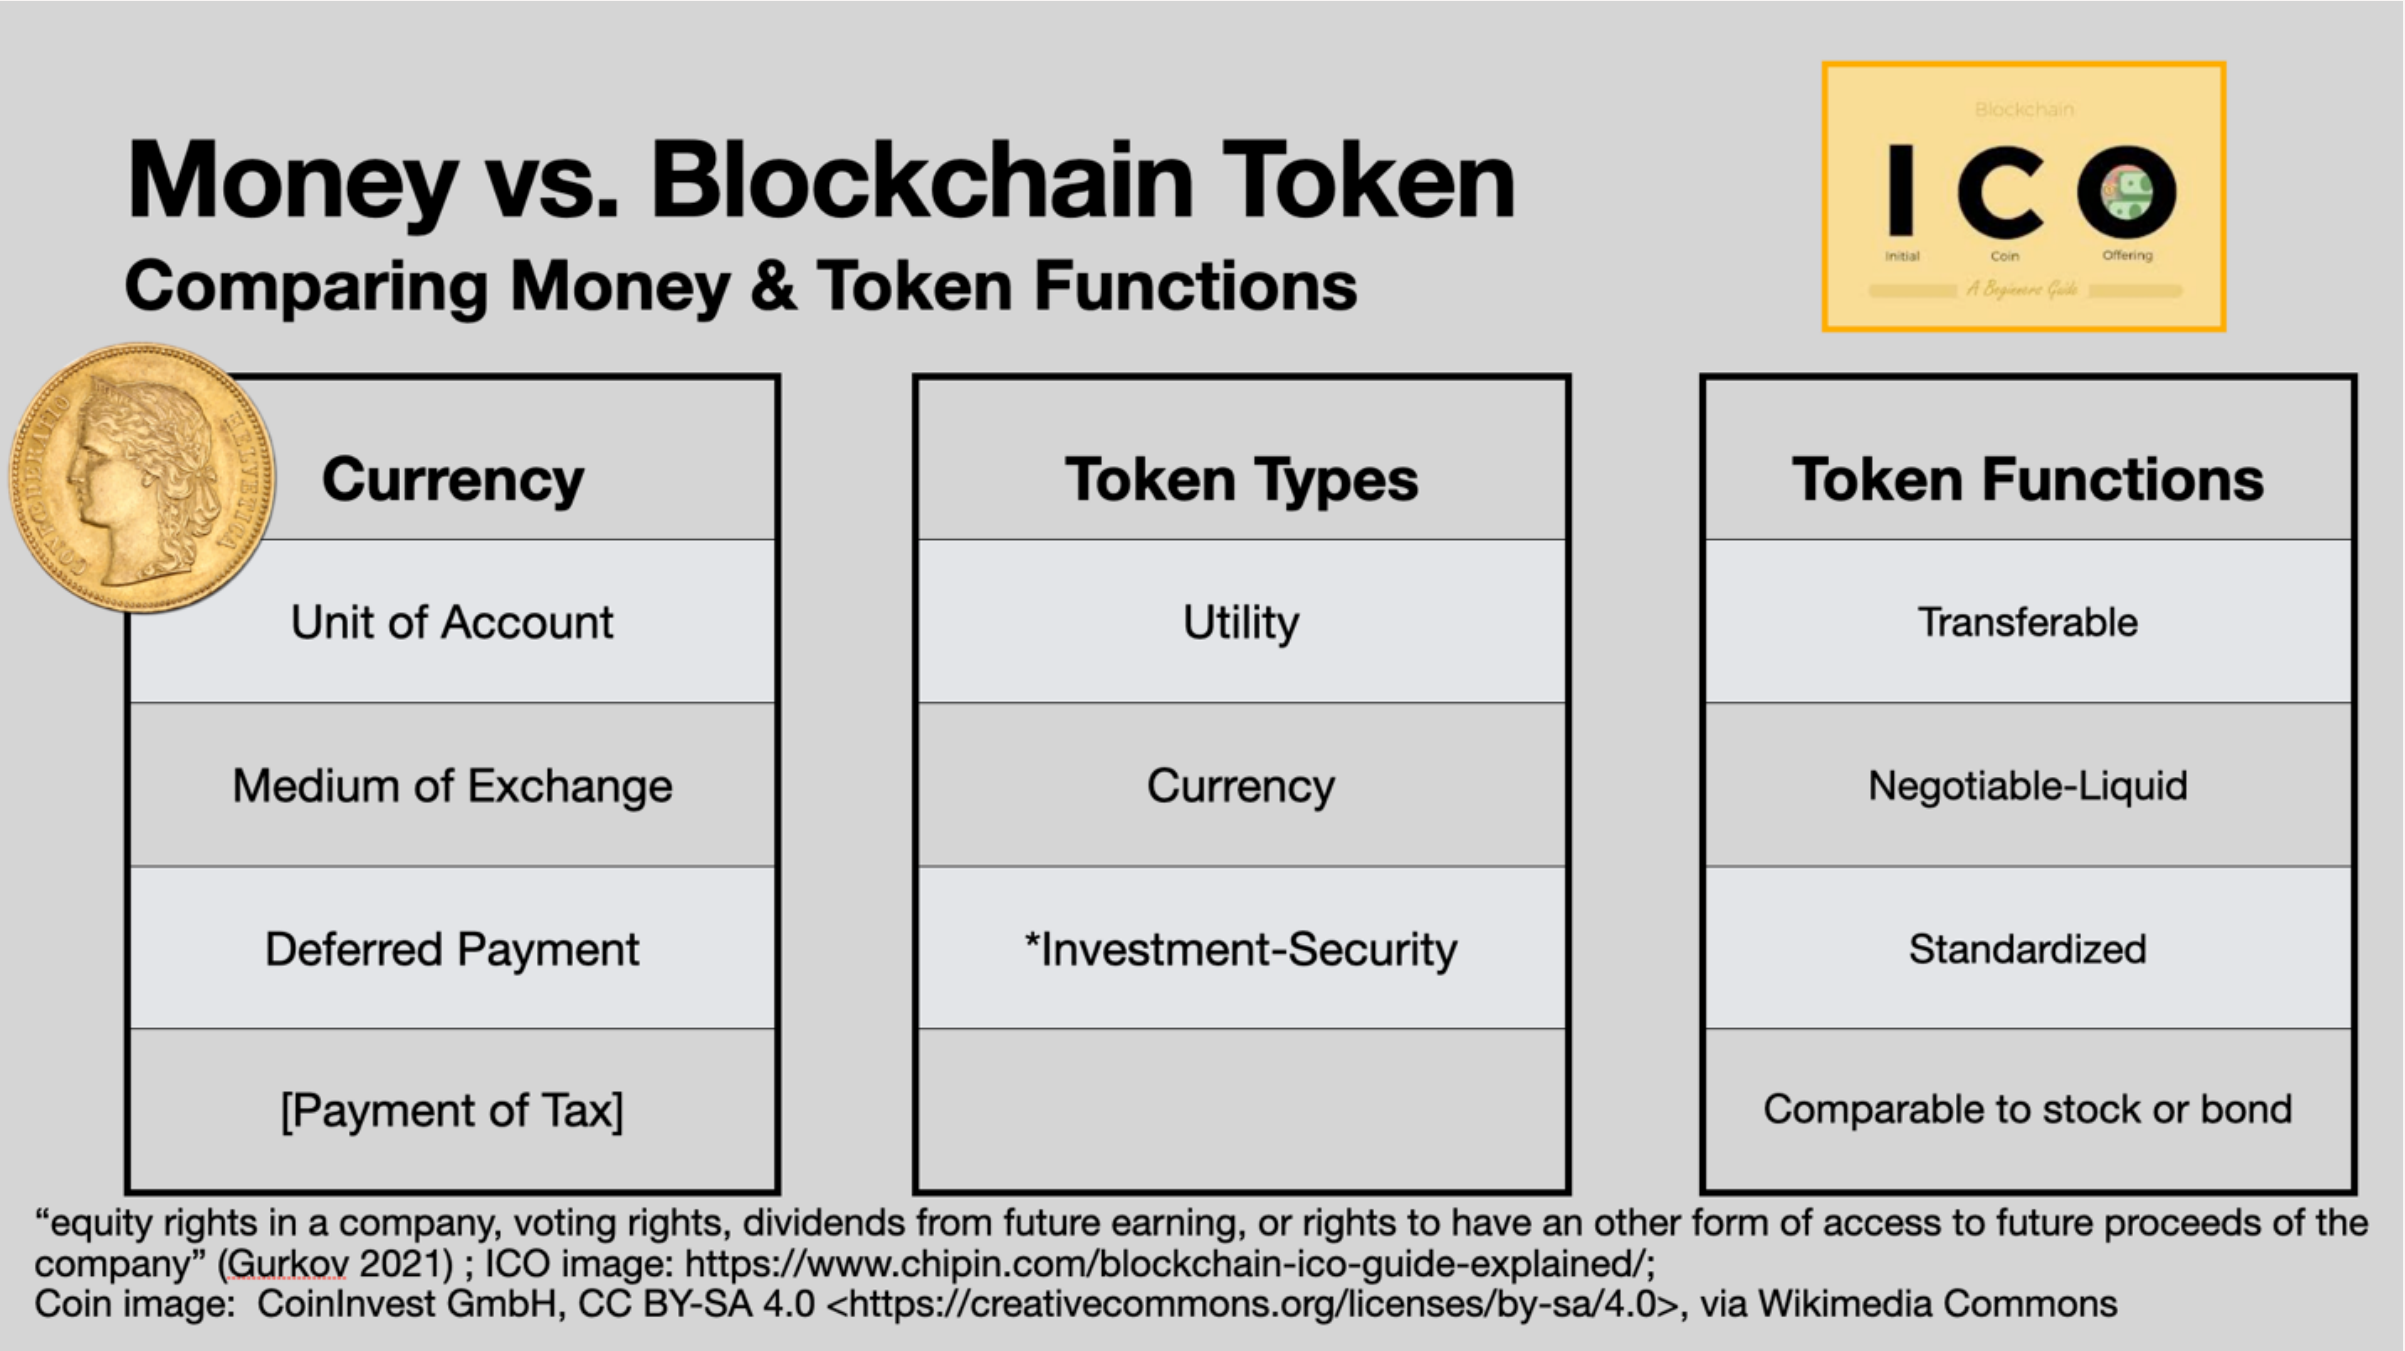 Blockchain
I C O
Initial Coin Offering
A Beginners Guide
Money vs. Blockchain Token
Comparing Money & Token Functions
CONFŒDERATIO HELVETICA
Currency
Unit of Account
Medium of Exchange
Deferred Payment
[Payment of Tax]
Token Types
Utility
Currency
*Investment-Security
Token Functions
Transferable
Negotiable-Liquid
Standardized
Comparable to stock or bond
“equity rights in a company, voting rights, dividends from future earning, or rights to have an other form of access to future proceeds of the
company” (Gurkov 2021) ; ICO image: https://www.chipin.com/blockchain-ico-guide-explained/;
Coin image:  CoinInvest GmbH, CC BY-SA 4.0 <https://creativecommons.org/licenses/by-sa/4.0>, via Wikimedia Commons